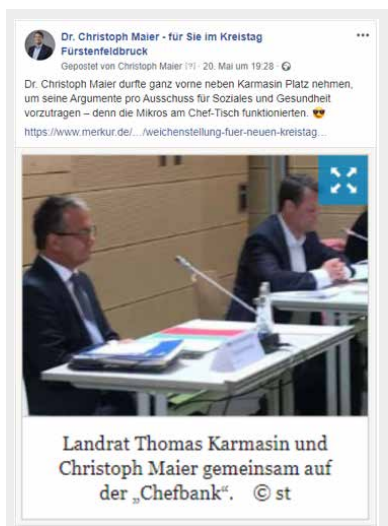 Dr. Christoph Maier - für Sie im Kreistag
Fürstenfeldbruck
Gepostet von Christoph Maier [?] · 20. Mai um 19:28 ·
Dr. Christoph Maier durfte ganz vorne neben Karmasin Platz nehmen,
um seine Argumente pro Ausschuss für Soziales und Gesundheit
vorzutragen – denn die Mikros am Chef-Tisch funktionierten. 😎
https://www.merkur.de/.../weichenstellung-fuer-neuen-kreistag...
Landrat Thomas Karmasin und
Christoph Maier gemeinsam auf
der „Chefbank“. © st